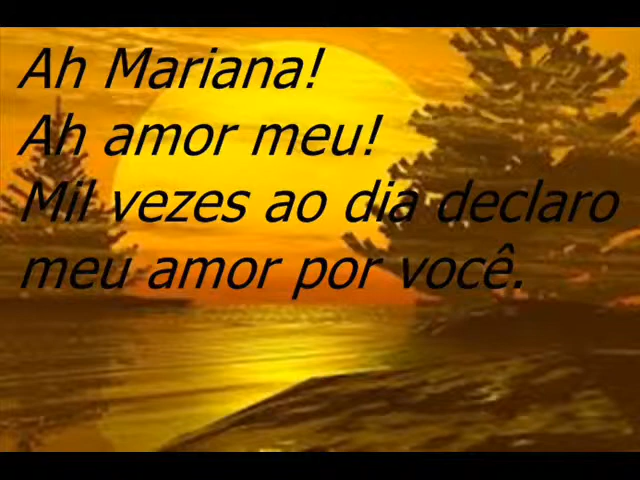 Ah Mariana!
Ah amor meu!
Mil vezes ao dia declaro
meu amor por você.